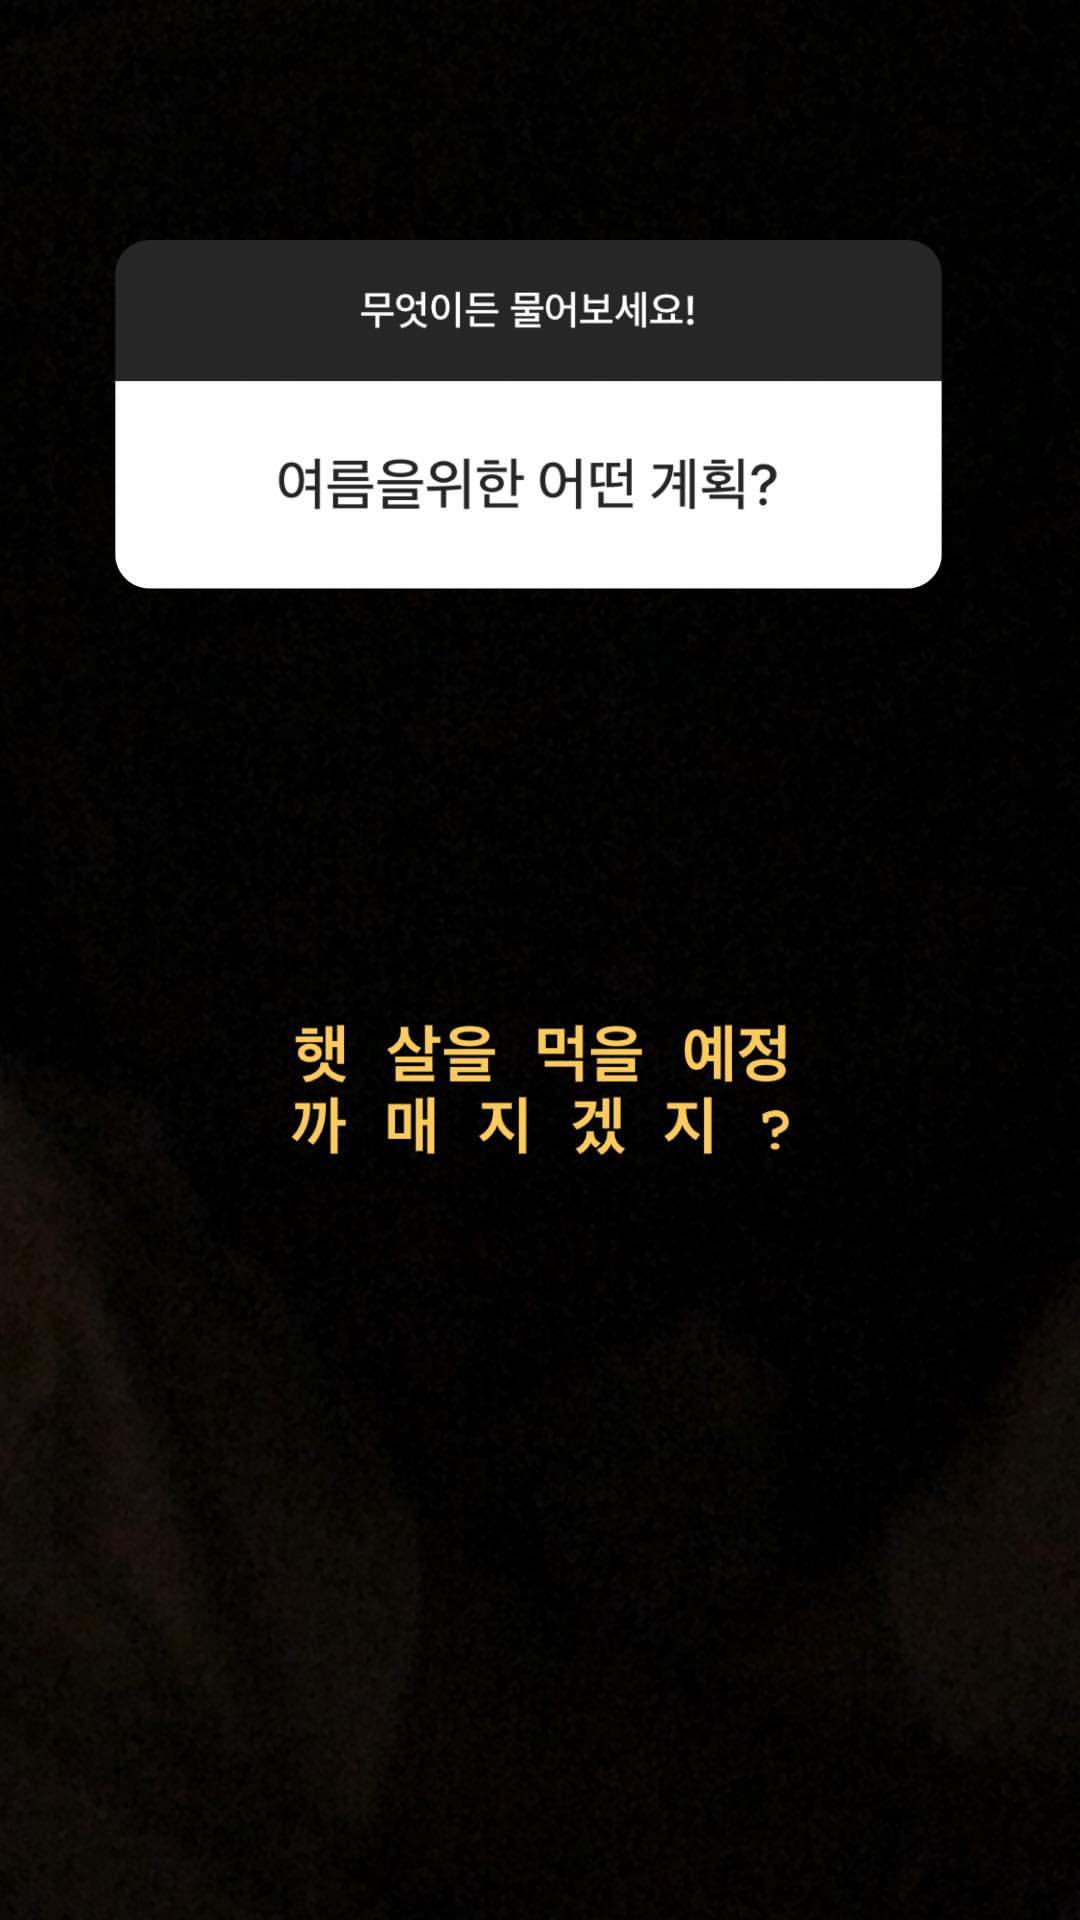 무엇이든 물어보세요!
여름을위한 어떤 계획?
햇 살을 먹을 예정
까 매 지 겠 지 ?